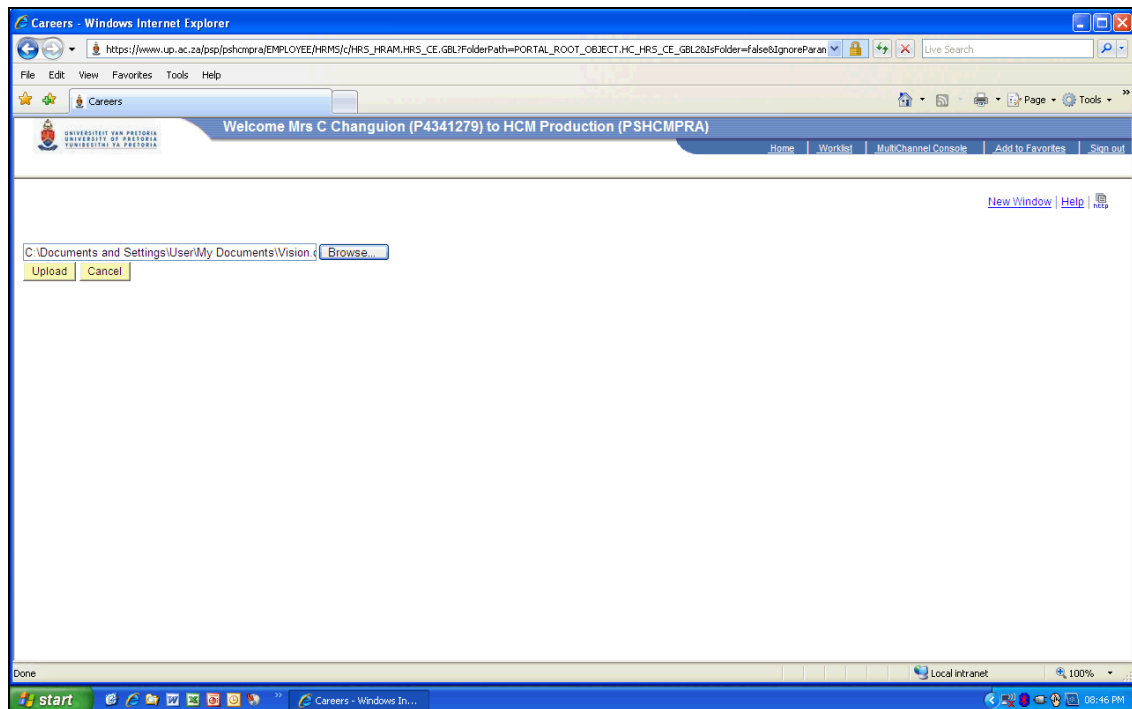 Careers - Windows Internet Explorer
https://www.up.ac.za/psp/pshcmpra/EMPLOYEE/HRMS/c/HRS_HRAM.HRS_CE.GBL?FolderPath=PORTAL_ROOT_OBJECT.HC_HRS_CE_GBL2&IsFolder=false&IgnoreParan
Live Search
File Edit View Favorites Tools Help
Careers
Page Tools
UNIVERSITEIT VAN PRETORIA
UNIVERSITY OF PRETORIA
YUNIBESITHI YA PRETORIA
Welcome Mrs C Changuion (P4341279) to HCM Production (PSHCMPRA)
Home | Worklist | MultiChannel Console | Add to Favorites | Sign out
New Window | Help | http
C:\Documents and Settings\User\My Documents\Vision.d Browse...
Upload Cancel
Done Local intranet 100%
start Careers - Windows In... 08:46 PM